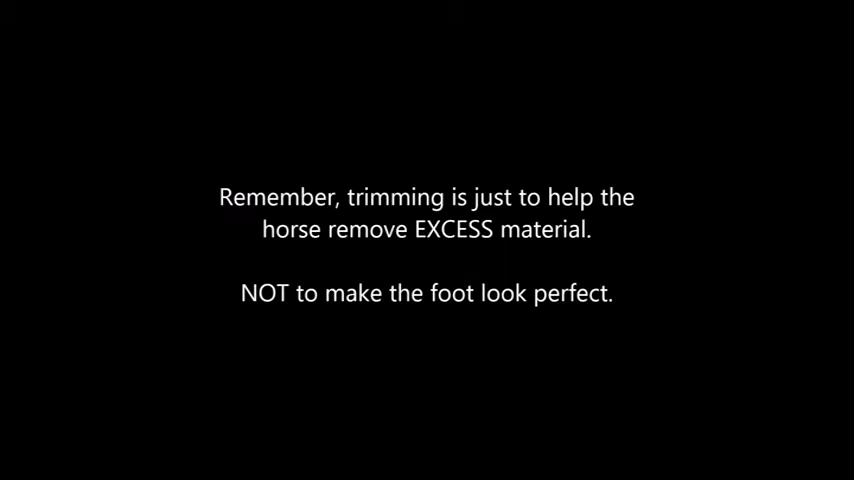 Remember, trimming is just to help the
horse remove EXCESS material.
NOT to make the foot look perfect.